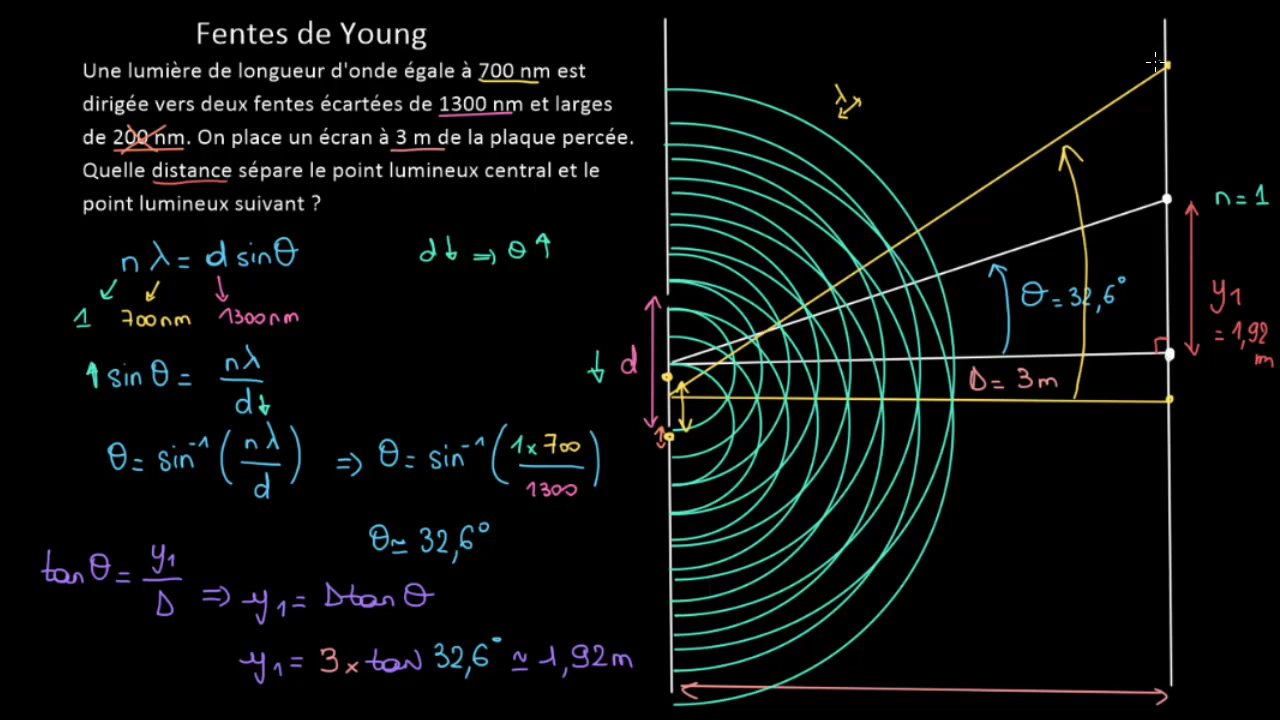 Fentes de Young
Une lumière de longueur d'onde égale à 700 nm est
dirigée vers deux fentes écartées de 1300 nm et larges
de 200 nm. On place un écran à 3 m de la plaque percée.
Quelle distance sépare le point lumineux central et le
point lumineux suivant ?
nλ = d sinθ
d↓ ⇒ θ↑
1 700nm 1300nm
↑ sinθ = nλ/d↓
θ = sin⁻¹(nλ/d) ⇒ θ = sin⁻¹(1×700/1300)
θ ≃ 32,6°
tanθ = y₁/D ⇒ y₁ = D tanθ
y₁ = 3 × tan 32,6° ≃ 1,92m
λ
n = 1
θ = 32,6°
y₁
= 1,92
m
↓ d
D = 3m